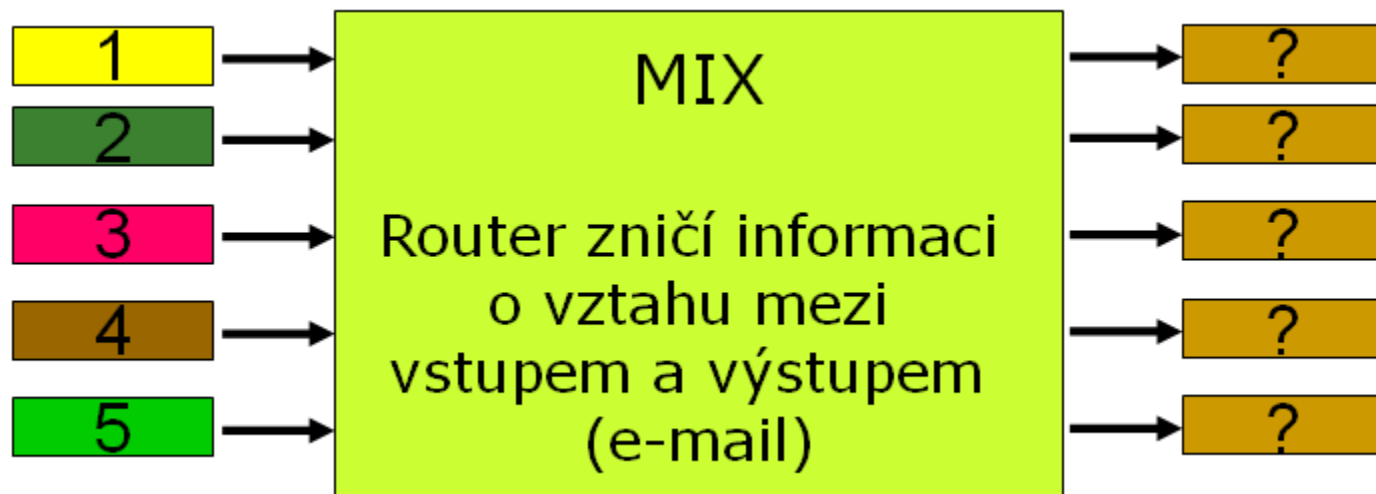 1
2
3
4
5
MIX
Router zničí informaci
o vztahu mezi
vstupem a výstupem
(e-mail)
?
?
?
?
?